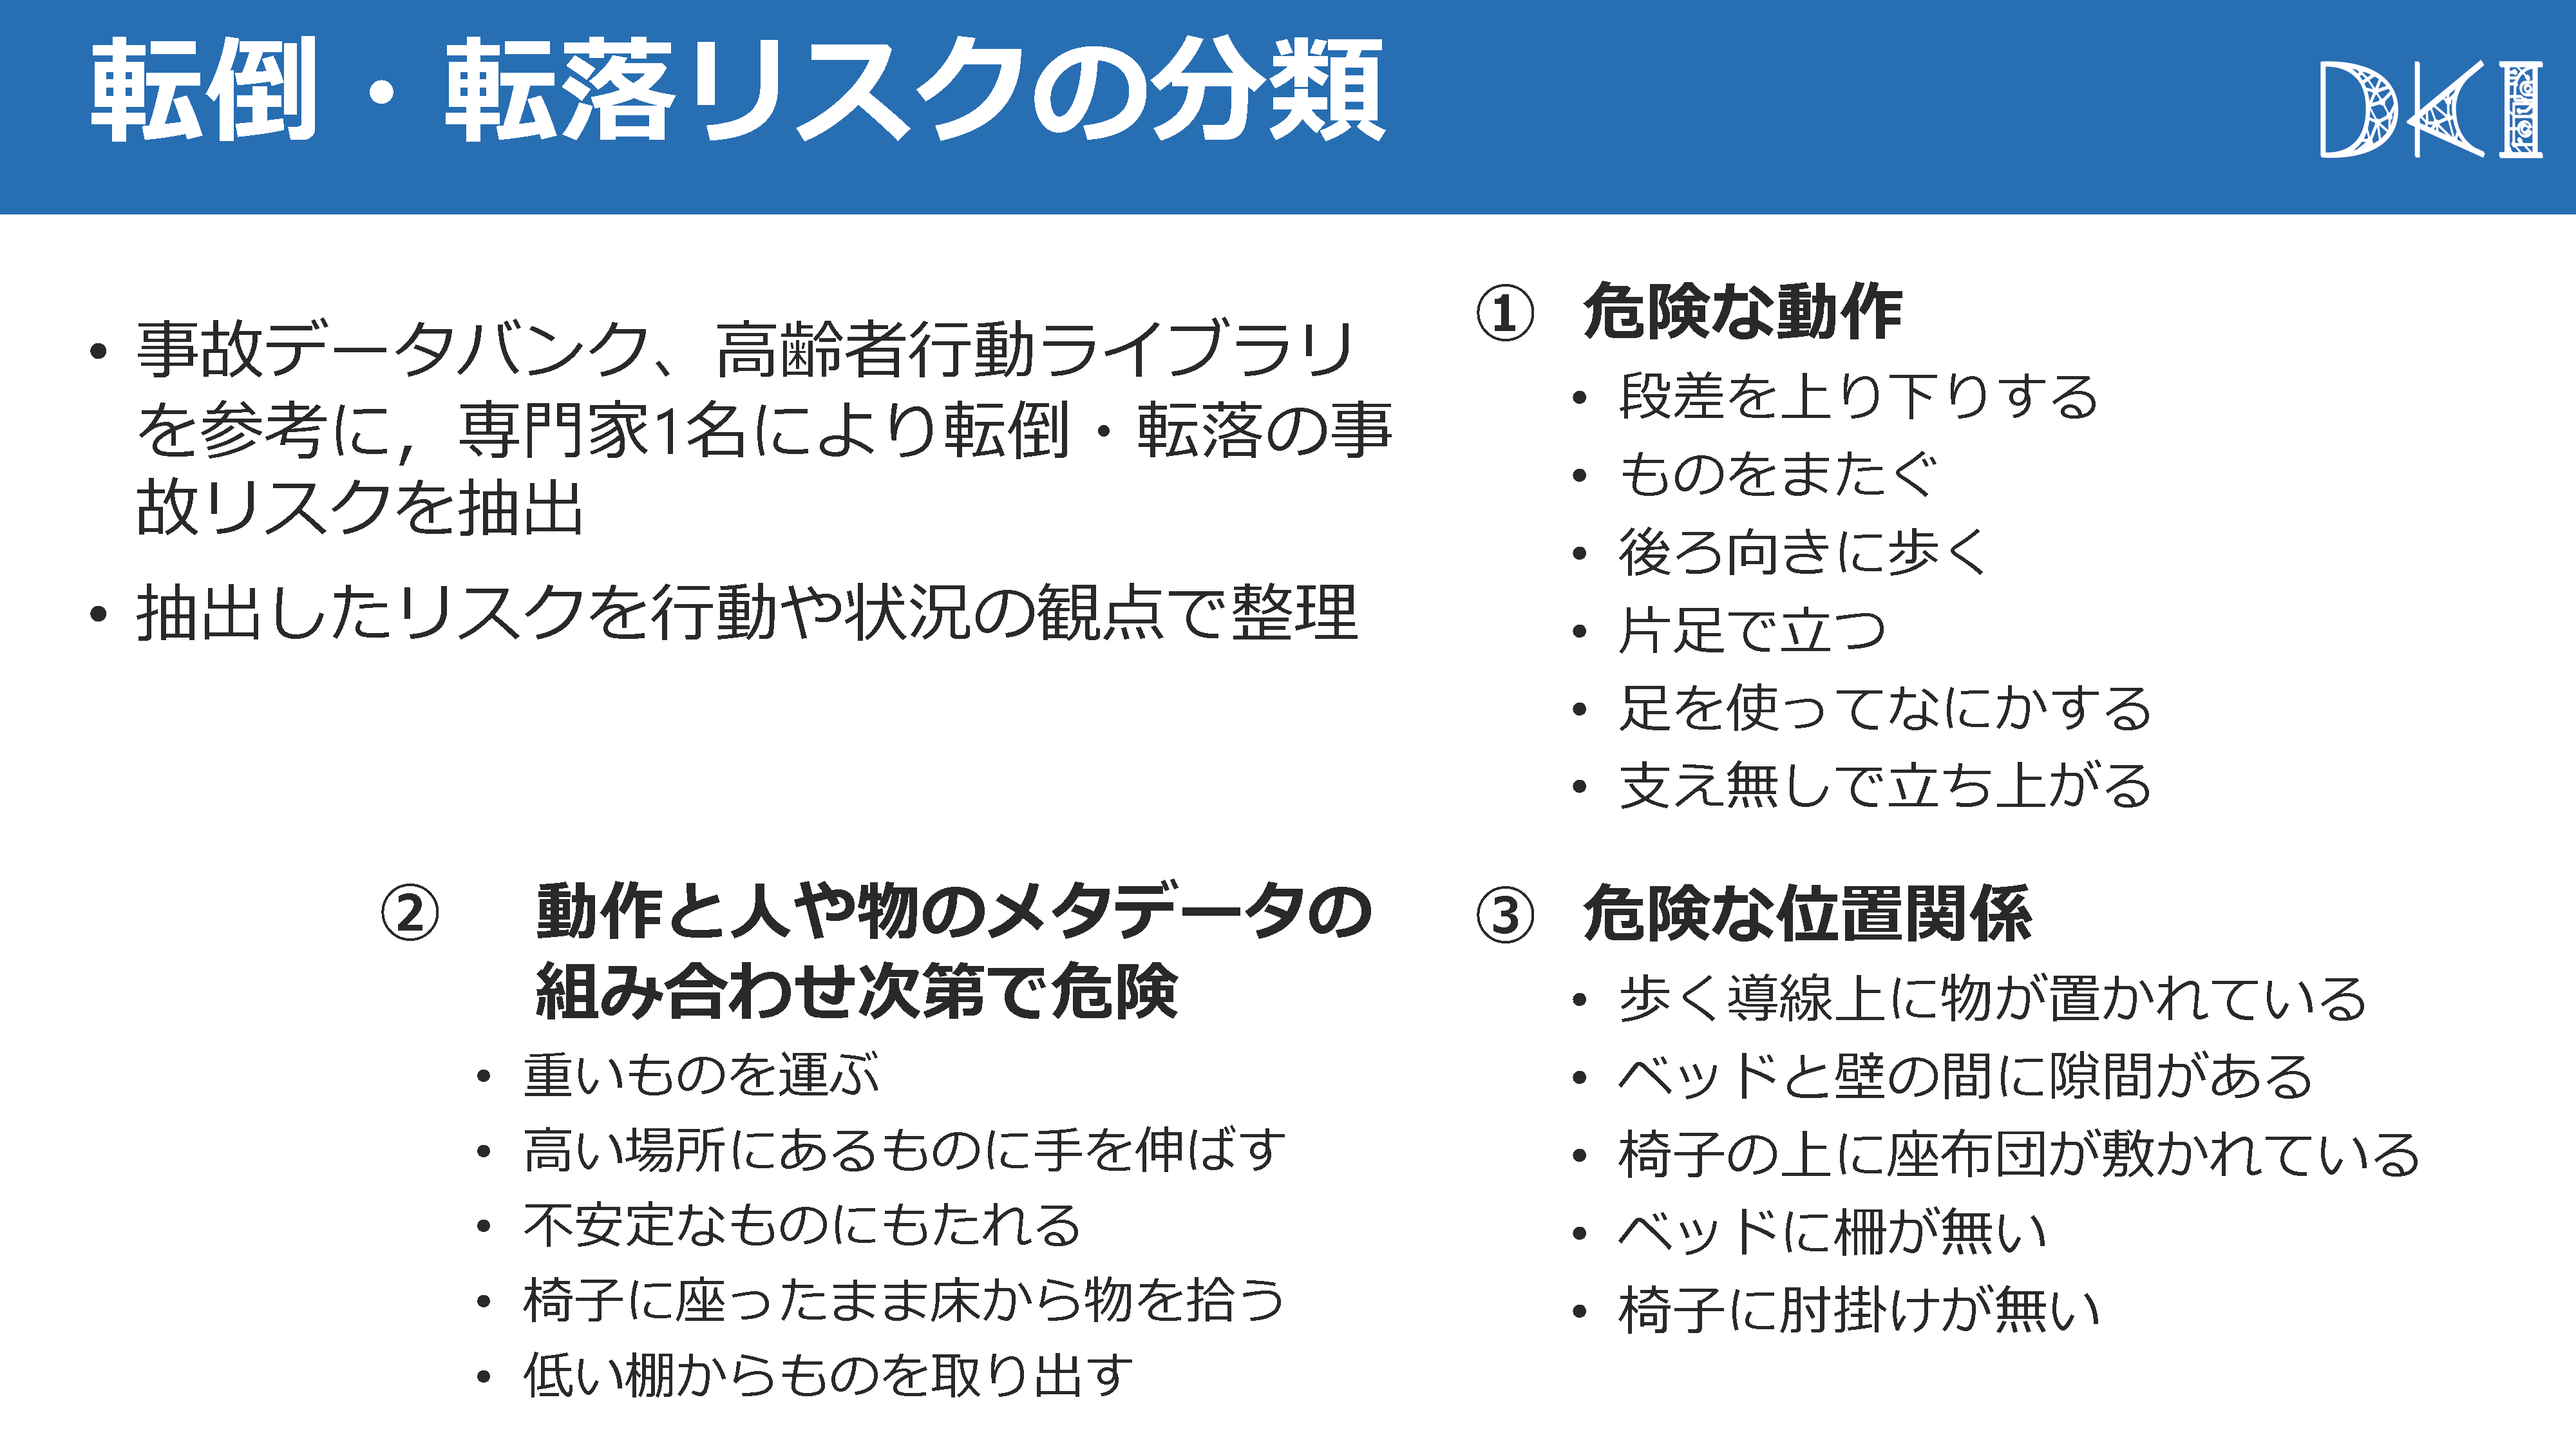 転倒・転落リスクの分類
DKI
• 事故データバンク、高齢者行動ライブラリ
を参考に，専門家1名により転倒・転落の事
故リスクを抽出
• 抽出したリスクを行動や状況の観点で整理
① 危険な動作
• 段差を上り下りする
• ものをまたぐ
• 後ろ向きに歩く
• 片足で立つ
• 足を使ってなにかする
• 支え無しで立ち上がる
② 動作と人や物のメタデータの
組み合わせ次第で危険
• 重いものを運ぶ
• 高い場所にあるものに手を伸ばす
• 不安定なものにもたれる
• 椅子に座ったまま床から物を拾う
• 低い棚からものを取り出す
③ 危険な位置関係
• 歩く導線上に物が置かれている
• ベッドと壁の間に隙間がある
• 椅子の上に座布団が敷かれている
• ベッドに柵が無い
• 椅子に肘掛けが無い